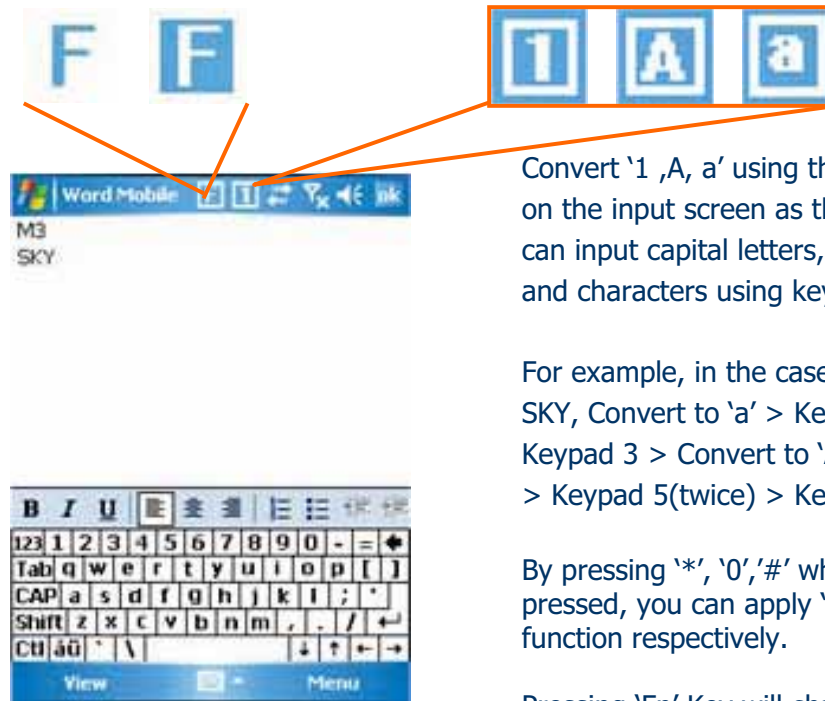 F F 1 A a
Convert ‘1 ,A, a’ using th
on the input screen as th
can input capital letters,
and characters using key
For example, in the case
SKY, Convert to ‘a’ > Ke
Keypad 3 > Convert to ‘
> Keypad 5(twice) > Ke
By pressing ‘*’, ‘0’,’#’ wh
pressed, you can apply ‘
function respectively.
Word Mobile F 1 ok
M3
SKY
B I U
123 1 2 3 4 5 6 7 8 9 0 - =
Tab q w e r t y u i o p [ ]
CAP a s d f g h j k l ; '
Shift z x c v b n m , . /
Ctl áü ` \
View Menu